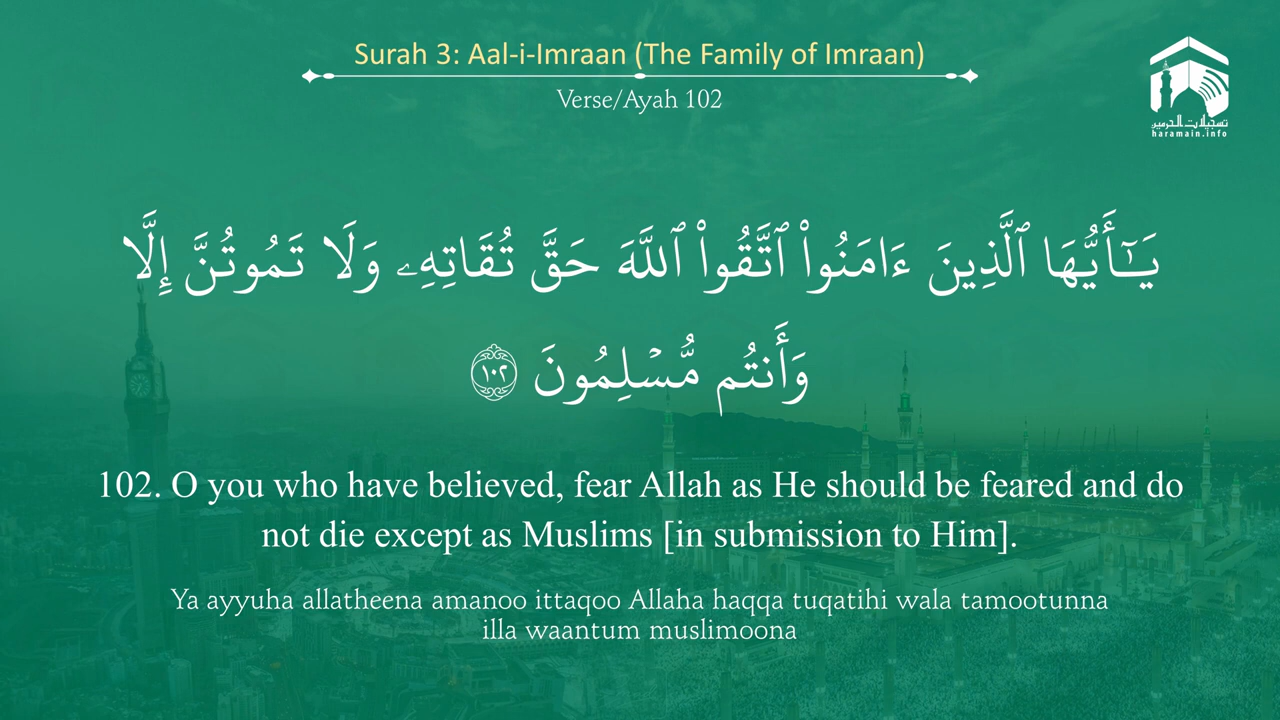 Surah 3: Aal-i-Imraan (The Family of Imraan)
Verse/Ayah 102
تسجيلات الحرمين
haramain.info
يَـٰٓأَيُّهَا ٱلَّذِينَ ءَامَنُوا۟ ٱتَّقُوا۟ ٱللَّهَ حَقَّ تُقَاتِهِۦ وَلَا تَمُوتُنَّ إِلَّا
وَأَنتُم مُّسْلِمُونَ ١٠٢
102. O you who have believed, fear Allah as He should be feared and do
not die except as Muslims [in submission to Him].
Ya ayyuha allatheena amanoo ittaqoo Allaha haqqa tuqatihi wala tamootunna
illa waantum muslimoona